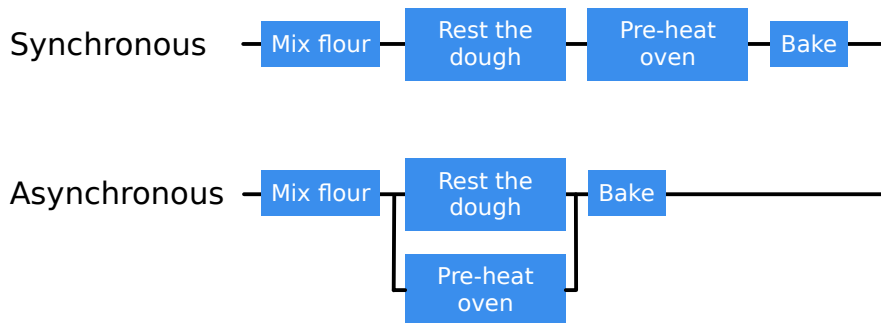 Synchronous
Mix flour
Rest the
dough
Pre-heat
oven
Bake
Asynchronous
Mix flour
Rest the
dough
Bake
Pre-heat
oven